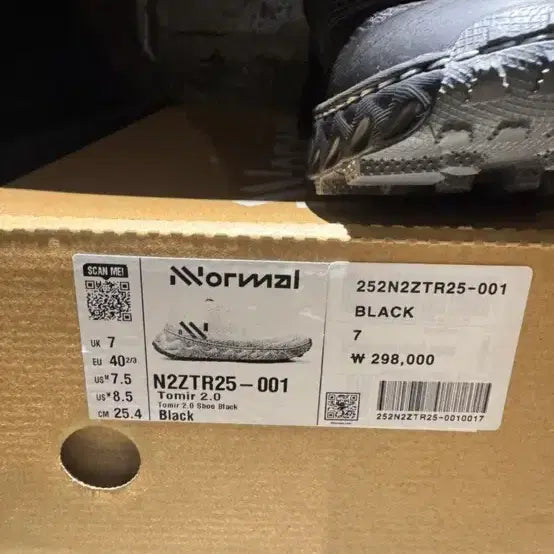 SCAN ME!
UK 7
EU 40 2/3
US M 7.5
US W 8.5
CM 25.4
NNormal
N2ZTR25-001
Tomir 2.0
Tomir 2.0 Shoe Black
Black
252N2ZTR25-001
BLACK
7
₩ 298,000
252N2ZTR25-0010017